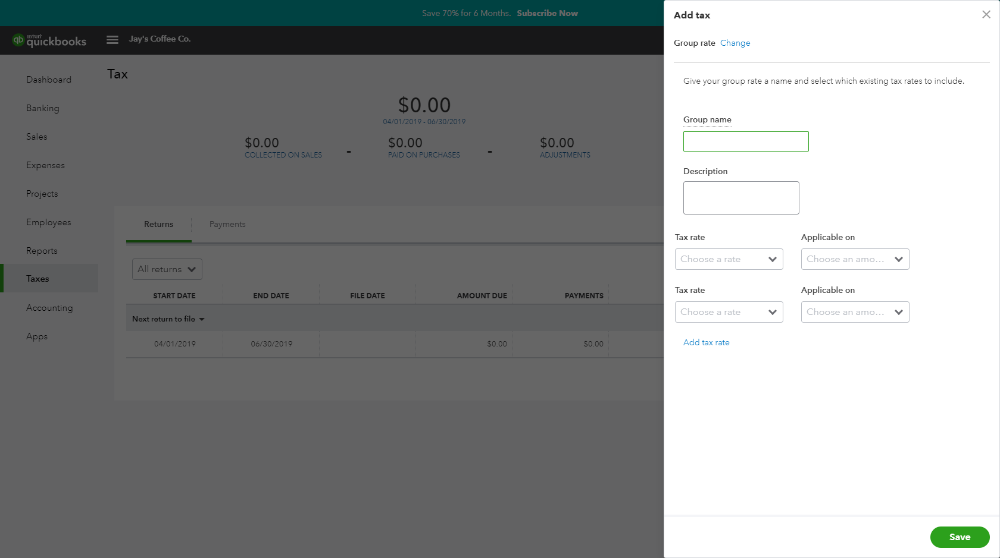 Save 70% for 6 Months. Subscribe Now
intuit
qb quickbooks
Jay's Coffee Co.
Dashboard
Banking
Sales
Expenses
Projects
Employees
Reports
Taxes
Accounting
Apps
Tax
$0.00
04/01/2019 - 06/30/2019
$0.00 - $0.00 - $0.00
COLLECTED ON SALES PAID ON PURCHASES ADJUSTMENTS
Returns Payments
All returns
START DATE END DATE FILE DATE AMOUNT DUE PAYMENTS
Next return to file
04/01/2019 06/30/2019 $0.00 $0.00
Add tax
Group rate Change
Give your group rate a name and select which existing tax rates to include.
Group name
Description
Tax rate Applicable on
Choose a rate Choose an amo...
Tax rate Applicable on
Choose a rate Choose an amo...
Add tax rate
Save